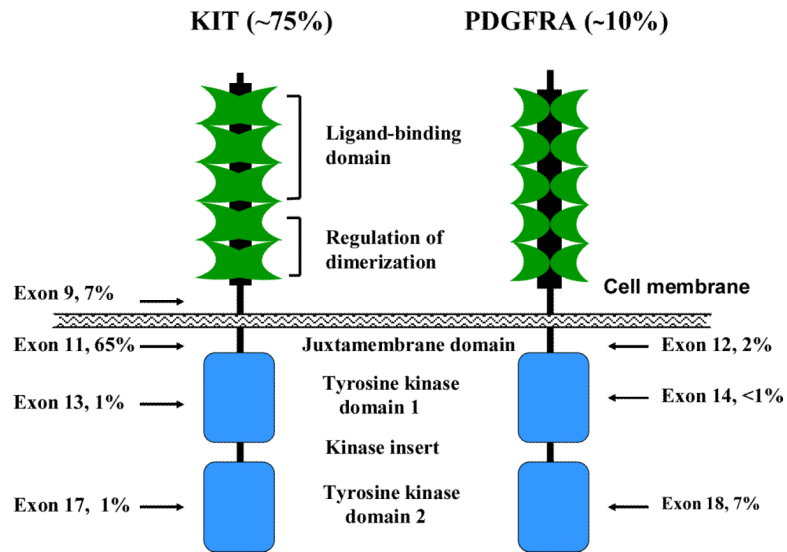 KIT (~75%)
PDGFRA (~10%)
Ligand-binding
domain
Regulation of
dimerization
Exon 9, 7%
Cell membrane
Exon 11, 65%
Juxtamembrane domain
Exon 12, 2%
Tyrosine kinase
domain 1
Exon 13, 1%
Exon 14, <1%
Kinase insert
Tyrosine kinase
domain 2
Exon 17, 1%
Exon 18, 7%